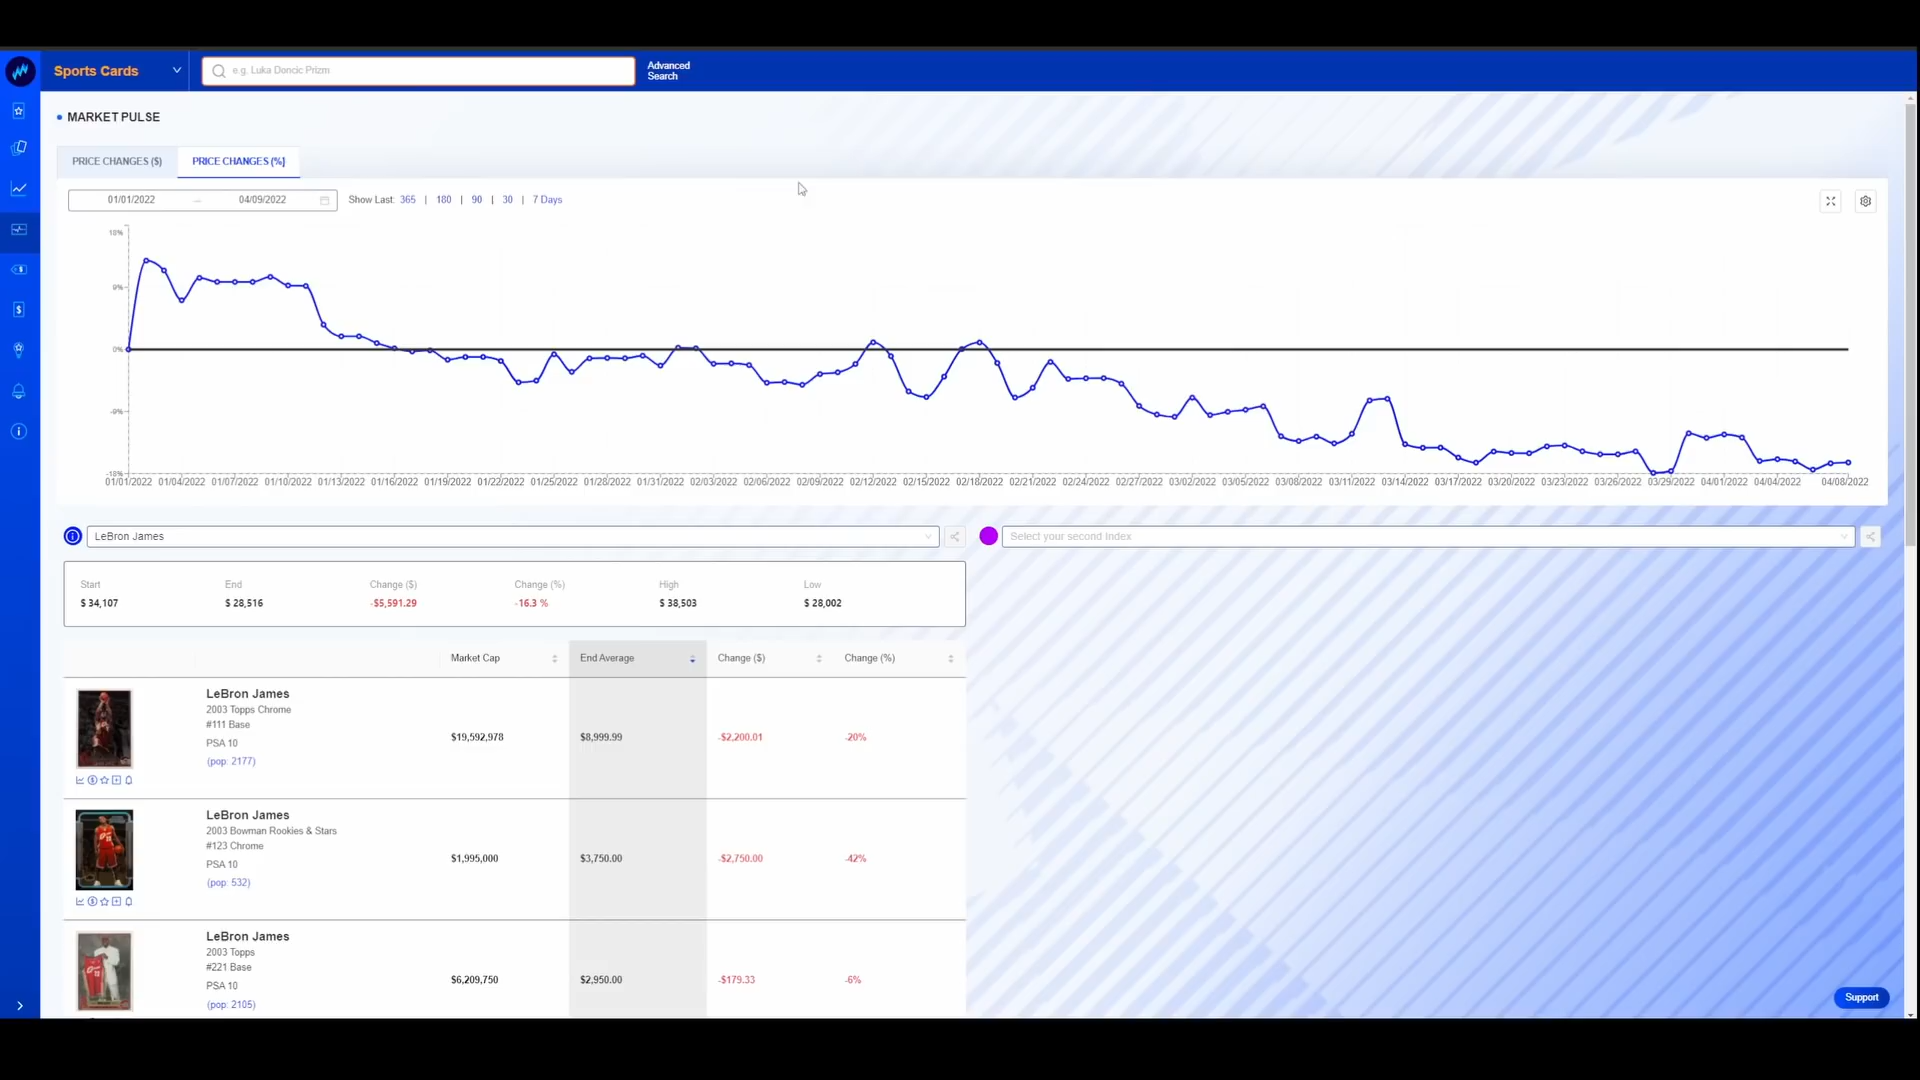 Sports Cards
e.g. Luka Doncic Prizm
Advanced
Search
MARKET PULSE
PRICE CHANGES ($)
PRICE CHANGES (%)
01/01/2022
04/09/2022
Show Last: 365 | 180 | 90 | 30 | 7 Days
18%
9%
0%
-9%
-18%
01/01/2022 01/04/2022 01/07/2022 01/10/2022 01/13/2022 01/16/2022 01/19/2022 01/22/2022 01/25/2022 01/28/2022 01/31/2022 02/03/2022 02/06/2022 02/09/2022 02/12/2022 02/15/2022 02/18/2022 02/21/2022 02/24/2022 02/27/2022 03/02/2022 03/05/2022 03/08/2022 03/11/2022 03/14/2022 03/17/2022 03/20/2022 03/23/2022 03/26/2022 03/29/2022 04/01/2022 04/04/2022 04/08/2022
LeBron James
Select your second Index
Start End Change ($) Change (%) High Low
$ 34,107 $ 28,516 -$5,591.29 -16.3 % $ 38,503 $ 28,002
Market Cap End Average Change ($) Change (%)
LeBron James
2003 Topps Chrome
#111 Base
PSA 10
(pop: 2177)
$19,592,978 $8,999.99 -$2,200.01 -20%
LeBron James
2003 Bowman Rookies & Stars
#123 Chrome
PSA 10
(pop: 532)
$1,995,000 $3,750.00 -$2,750.00 -42%
LeBron James
2003 Topps
#221 Base
PSA 10
(pop: 2105)
$6,209,750 $2,950.00 -$179.33 -6%
Support